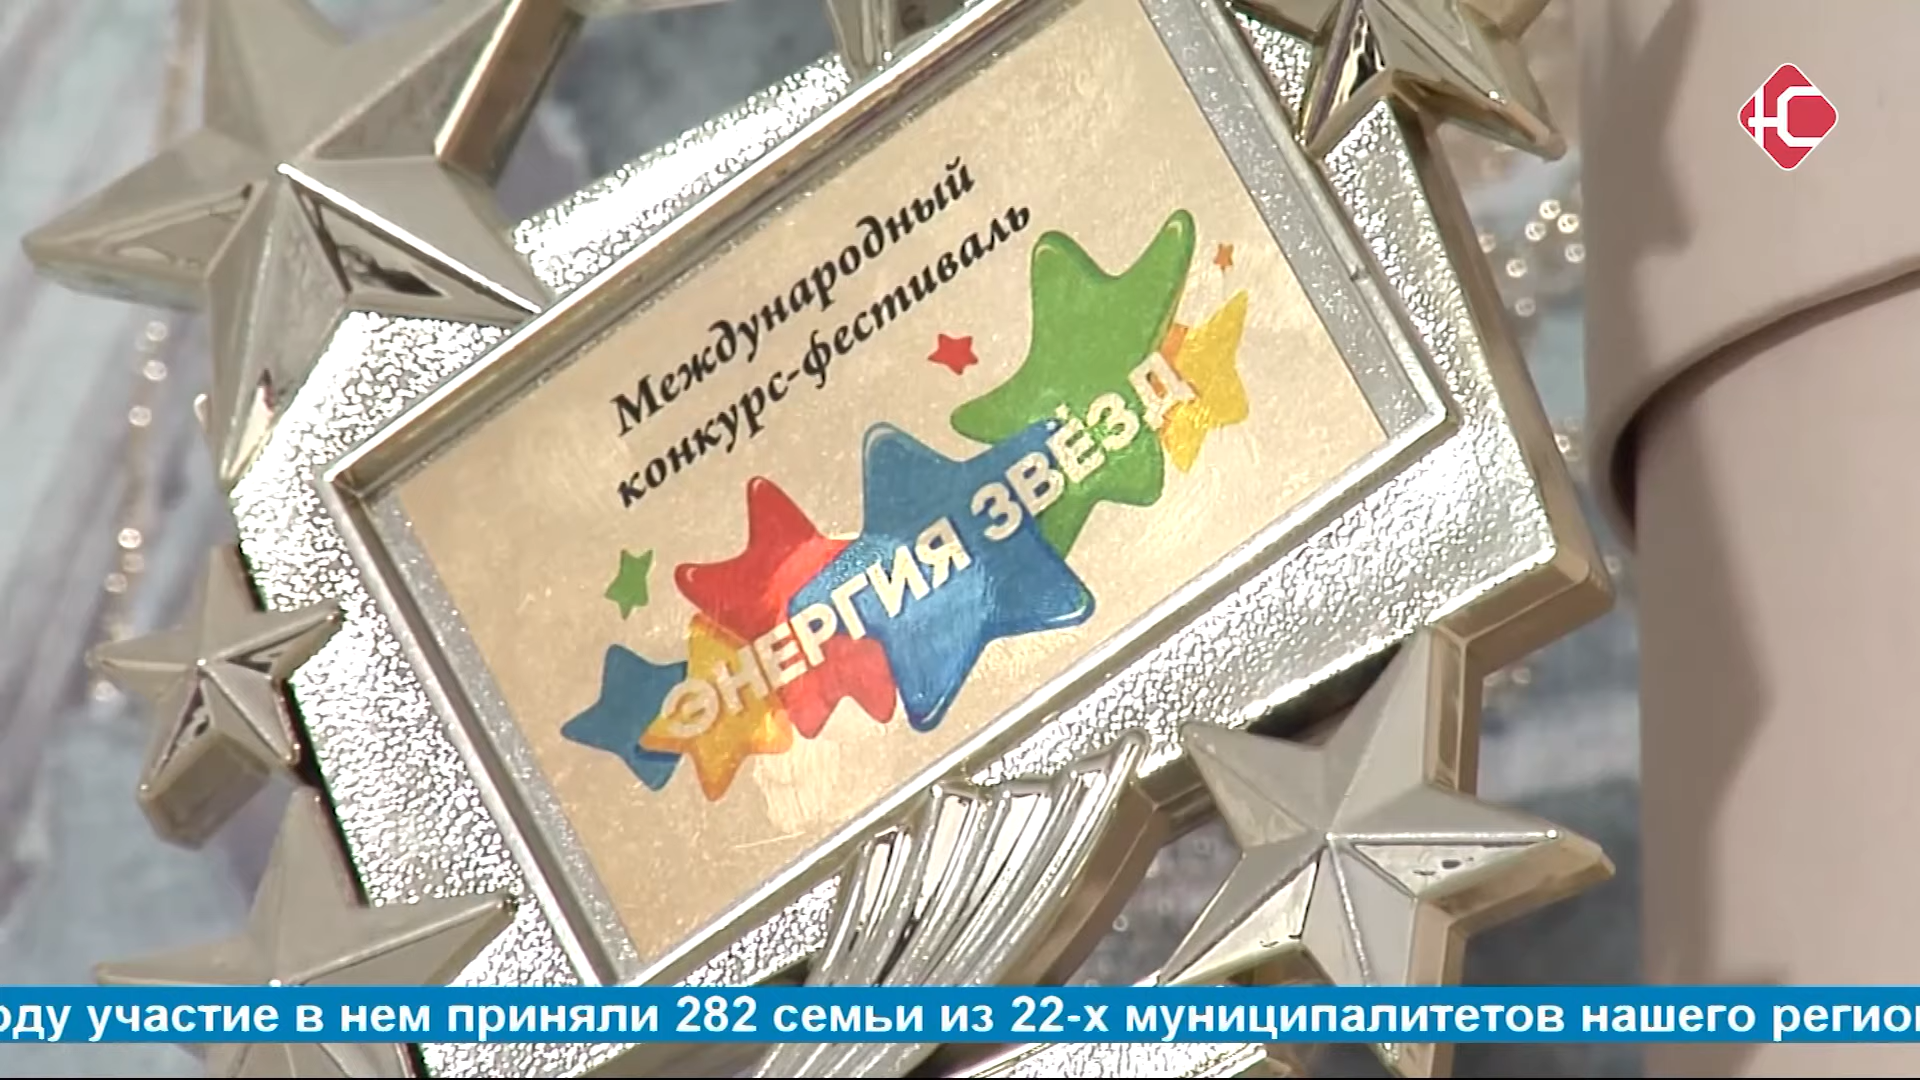 Международный
конкурс-фестиваль
ЭНЕРГИЯ ЗВЁЗД
оду участие в нем приняли 282 семьи из 22-х муниципалитетов нашего регио